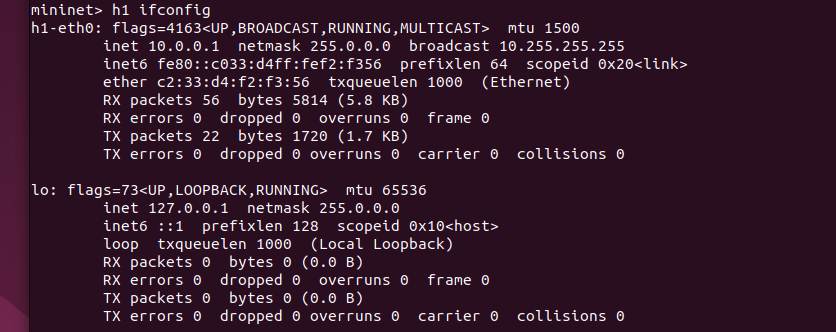 mininet> h1 ifconfig
h1-eth0: flags=4163<UP,BROADCAST,RUNNING,MULTICAST>  mtu 1500
        inet 10.0.0.1  netmask 255.0.0.0  broadcast 10.255.255.255
        inet6 fe80::c033:d4ff:fef2:f356  prefixlen 64  scopeid 0x20<link>
        ether c2:33:d4:f2:f3:56  txqueuelen 1000  (Ethernet)
        RX packets 56  bytes 5814 (5.8 KB)
        RX errors 0  dropped 0  overruns 0  frame 0
        TX packets 22  bytes 1720 (1.7 KB)
        TX errors 0  dropped 0 overruns 0  carrier 0  collisions 0

lo: flags=73<UP,LOOPBACK,RUNNING>  mtu 65536
        inet 127.0.0.1  netmask 255.0.0.0
        inet6 ::1  prefixlen 128  scopeid 0x10<host>
        loop  txqueuelen 1000  (Local Loopback)
        RX packets 0  bytes 0 (0.0 B)
        RX errors 0  dropped 0  overruns 0  frame 0
        TX packets 0  bytes 0 (0.0 B)
        TX errors 0  dropped 0 overruns 0  carrier 0  collisions 0